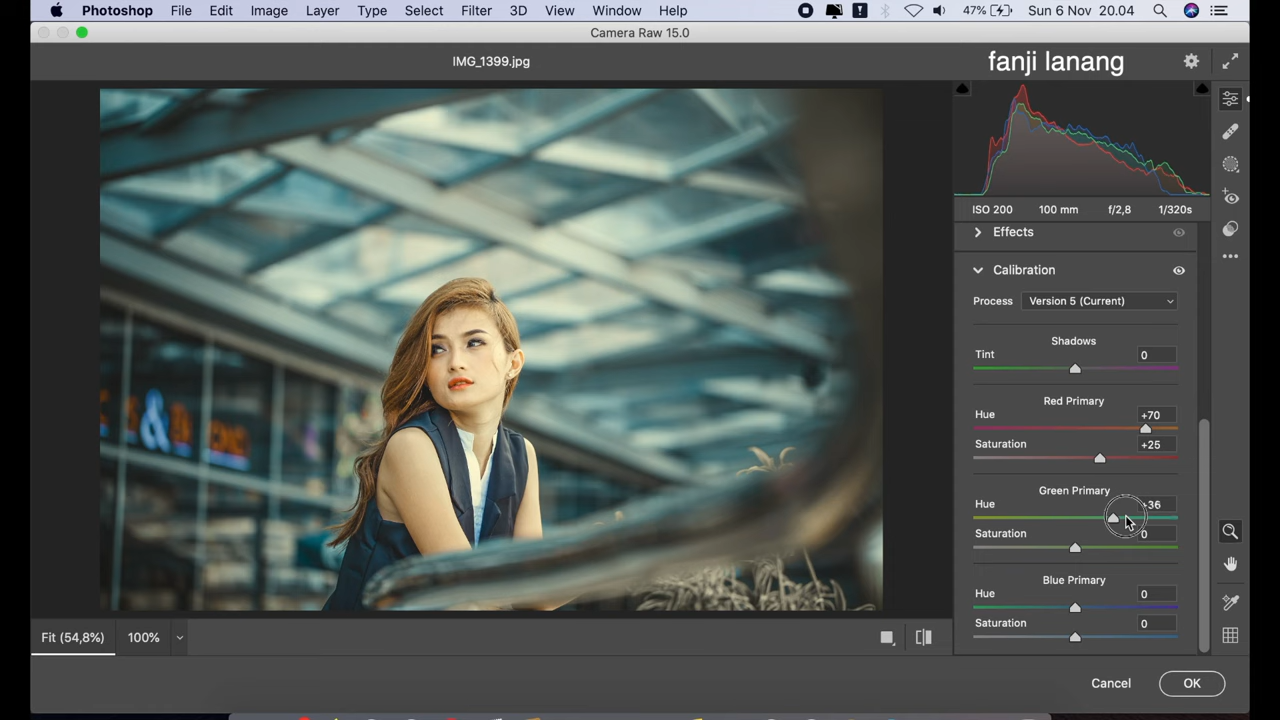 Photoshop File Edit Image Layer Type Select Filter 3D View Window Help 47% Sun 6 Nov 20.04
Camera Raw 15.0
IMG_1399.jpg
fanji lanang
ISO 200 100 mm f/2,8 1/320s
Effects
Calibration
Process Version 5 (Current)
Shadows
Tint 0
Red Primary
Hue +70
Saturation +25
Green Primary
Hue +36
Saturation 0
Blue Primary
Hue 0
Saturation 0
&
Fit (54,8%) 100%
Cancel OK